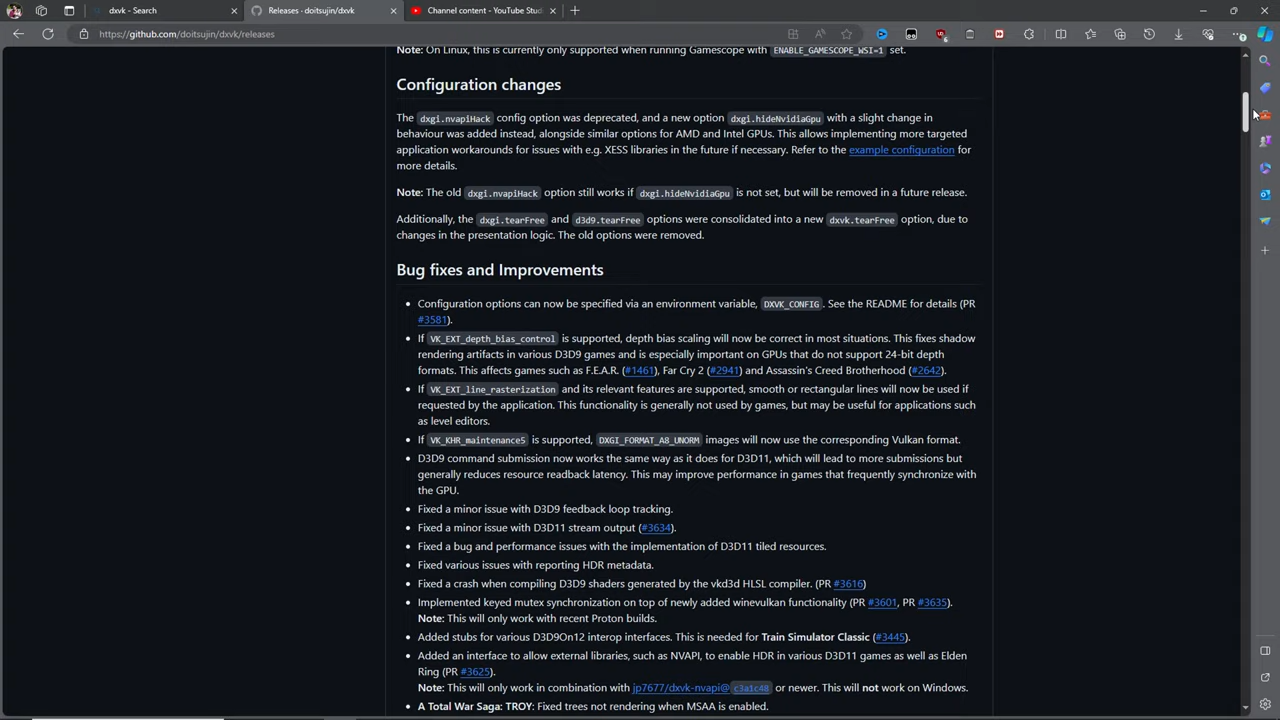 dxvk - Search
Releases · doitsujin/dxvk
Channel content - YouTube Stud
https://github.com/doitsujin/dxvk/releases
Note: On Linux, this is currently only supported when running Gamescope with ENABLE_GAMESCOPE_WSI=1 set.
Configuration changes
The dxgi.nvapiHack config option was deprecated, and a new option dxgi.hideNvidiaGpu with a slight change in
behaviour was added instead, alongside similar options for AMD and Intel GPUs. This allows implementing more targeted
application workarounds for issues with e.g. XESS libraries in the future if necessary. Refer to the example configuration for
more details.
Note: The old dxgi.nvapiHack option still works if dxgi.hideNvidiaGpu is not set, but will be removed in a future release.
Additionally, the dxgi.tearFree and d3d9.tearFree options were consolidated into a new dxvk.tearFree option, due to
changes in the presentation logic. The old options were removed.
Bug fixes and Improvements
• Configuration options can now be specified via an environment variable, DXVK_CONFIG. See the README for details (PR
#3581).
• If VK_EXT_depth_bias_control is supported, depth bias scaling will now be correct in most situations. This fixes shadow
rendering artifacts in various D3D9 games and is especially important on GPUs that do not support 24-bit depth
formats. This affects games such as F.E.A.R. (#1461), Far Cry 2 (#2941) and Assassin's Creed Brotherhood (#2642).
• If VK_EXT_line_rasterization and its relevant features are supported, smooth or rectangular lines will now be used if
requested by the application. This functionality is generally not used by games, but may be useful for applications such
as level editors.
• If VK_KHR_maintenance5 is supported, DXGI_FORMAT_A8_UNORM images will now use the corresponding Vulkan format.
• D3D9 command submission now works the same way as it does for D3D11, which will lead to more submissions but
generally reduces resource readback latency. This may improve performance in games that frequently synchronize with
the GPU.
• Fixed a minor issue with D3D9 feedback loop tracking.
• Fixed a minor issue with D3D11 stream output (#3634).
• Fixed a bug and performance issues with the implementation of D3D11 tiled resources.
• Fixed various issues with reporting HDR metadata.
• Fixed a crash when compiling D3D9 shaders generated by the vkd3d HLSL compiler. (PR #3616)
• Implemented keyed mutex synchronization on top of newly added winevulkan functionality (PR #3601, PR #3635).
Note: This will only work with recent Proton builds.
• Added stubs for various D3D9On12 interop interfaces. This is needed for Train Simulator Classic (#3445).
• Added an interface to allow external libraries, such as NVAPI, to enable HDR in various D3D11 games as well as Elden
Ring (PR #3625).
Note: This will only work in combination with jp7677/dxvk-nvapi@c3a1c48 or newer. This will not work on Windows.
• A Total War Saga: TROY: Fixed trees not rendering when MSAA is enabled.